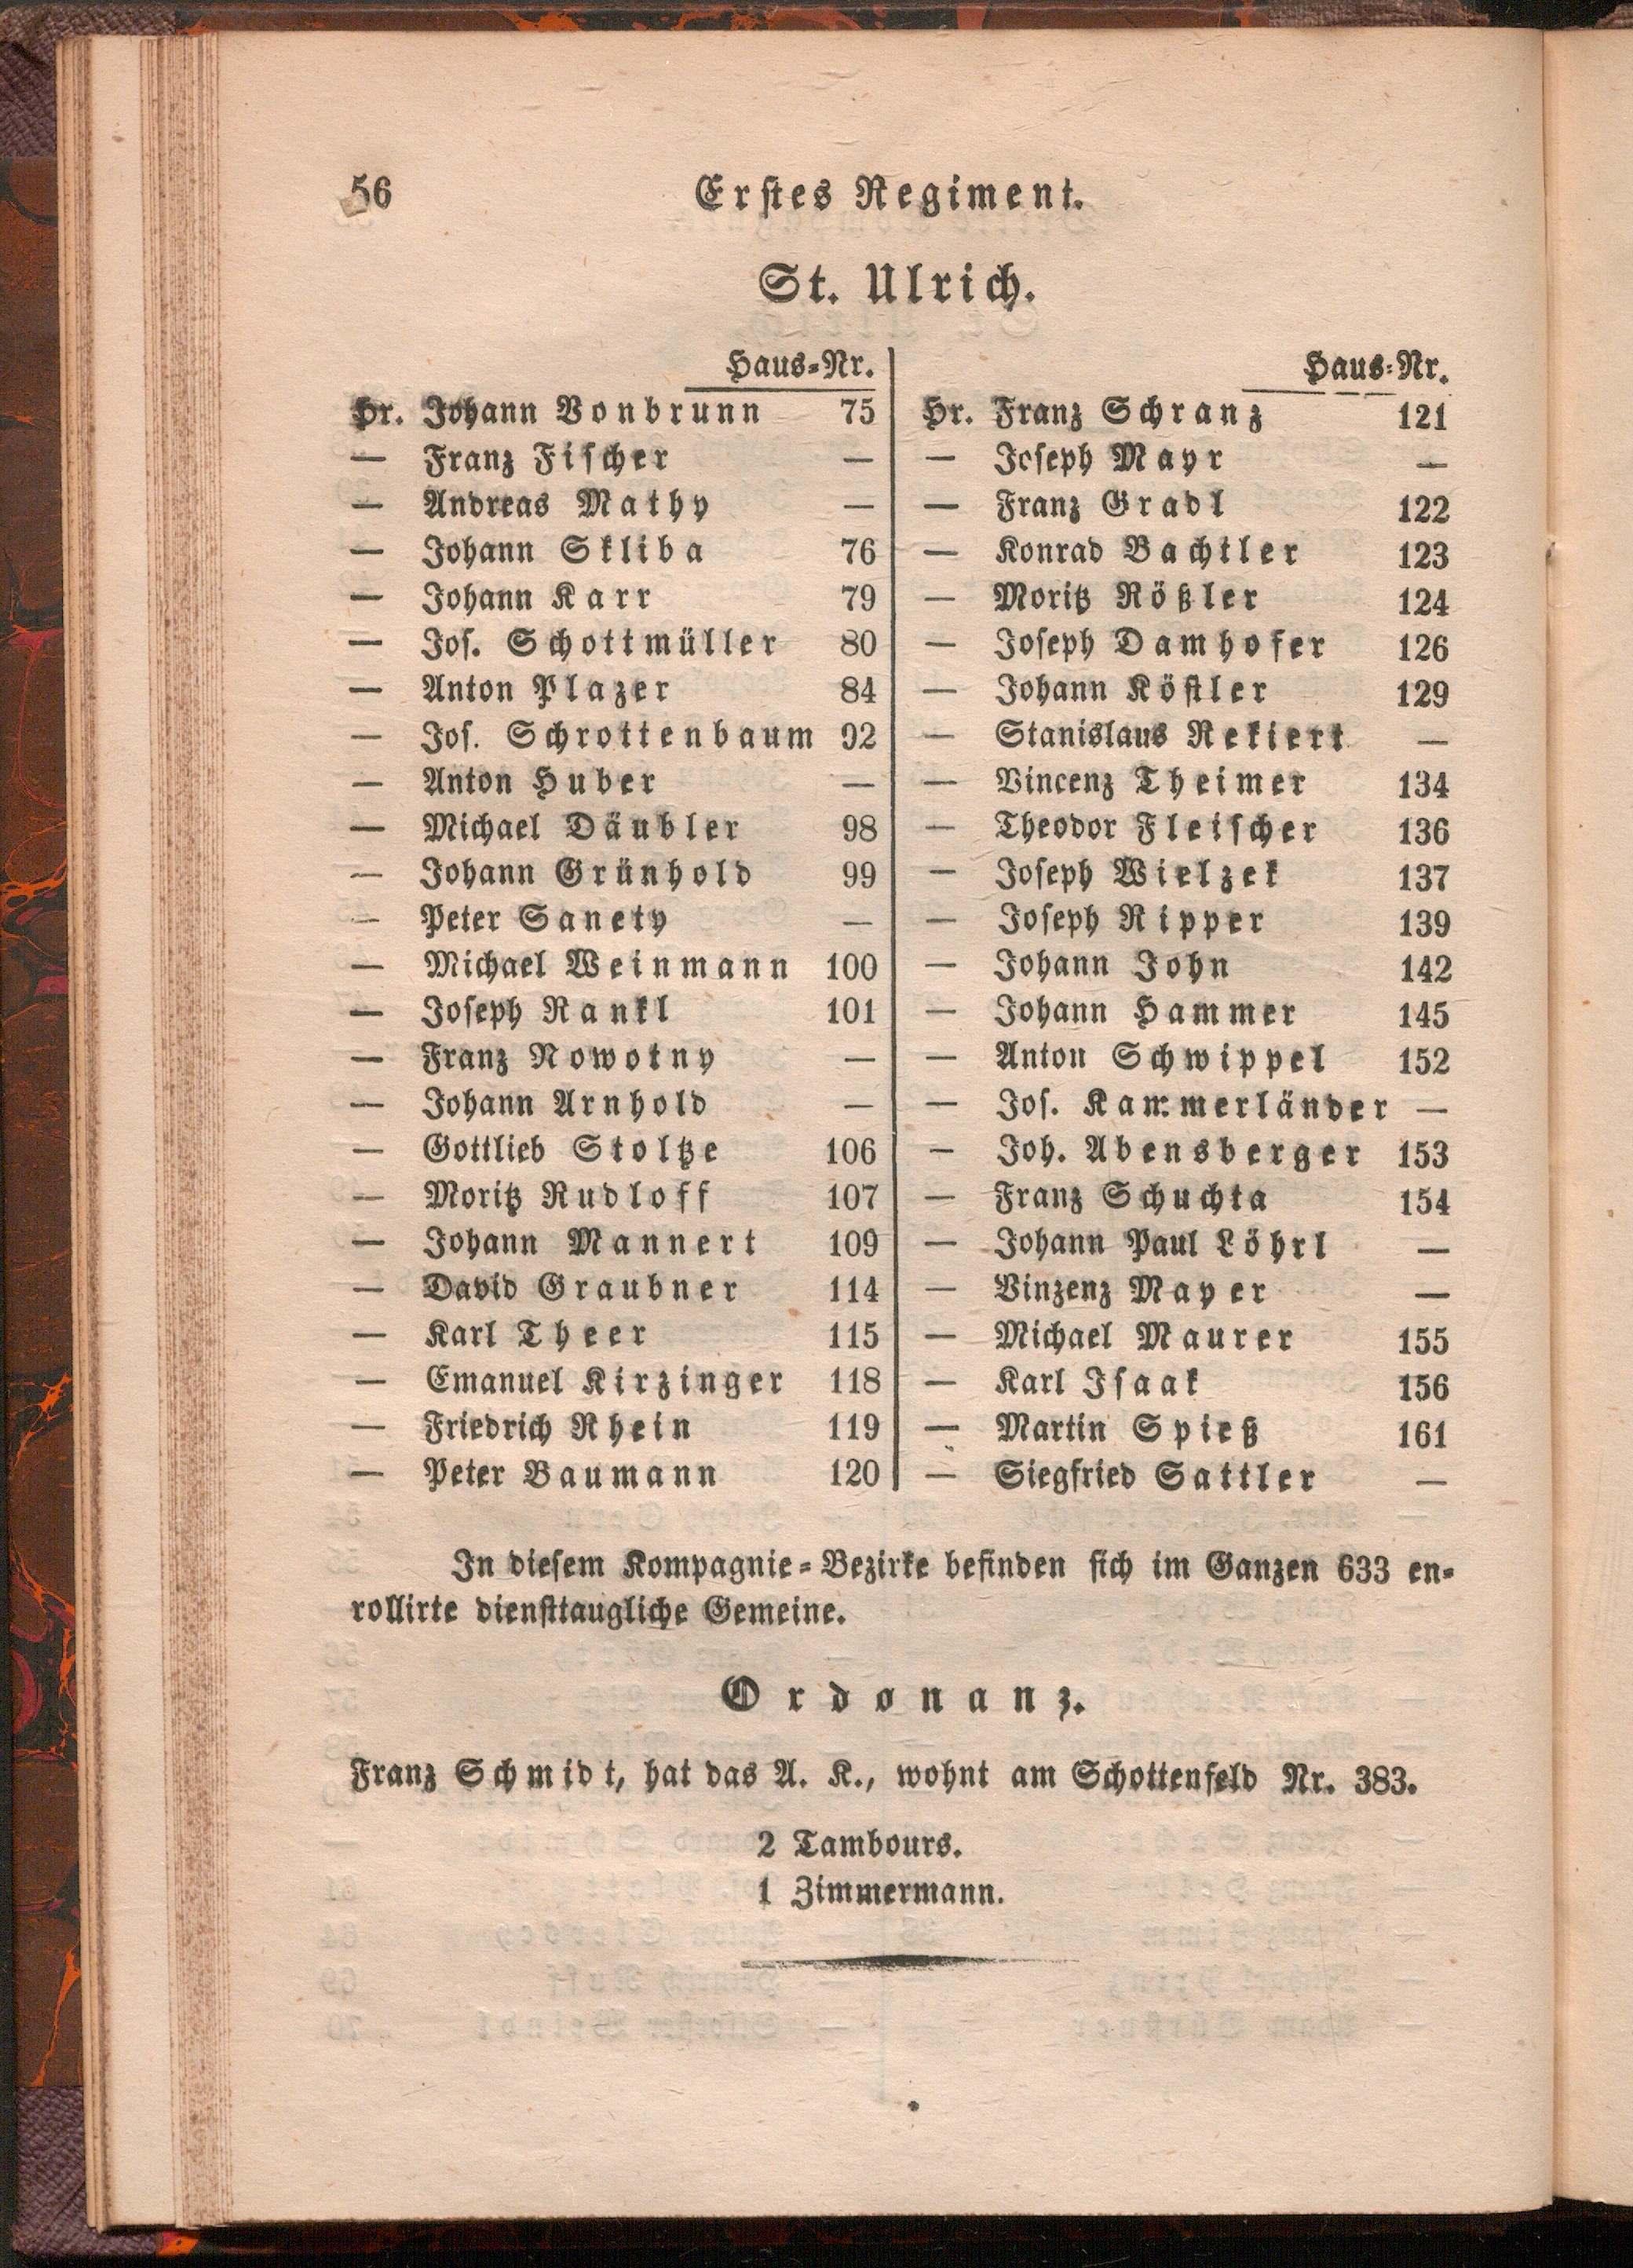 56 Erstes Regiment.
St. Ulrich.
Haus-Nr.
Hr. Johann Vonbrunn 75
— Franz Fischer —
— Andreas Mathy —
— Johann Skliba 76
— Johann Karr 79
— Jos. Schottmüller 80
— Anton Plazer 84
— Jos. Schrottenbaum 92
— Anton Huber —
— Michael Däubler 98
— Johann Grünhold 99
— Peter Sanety —
— Michael Weinmann 100
— Joseph Rankl 101
— Franz Nowotny —
— Johann Arnhold —
— Gottlieb Stoltze 106
— Moritz Rudloff 107
— Johann Mannert 109
— David Graubner 114
— Karl Theer 115
— Emanuel Kirzinger 118
— Friedrich Rhein 119
— Peter Baumann 120
Haus-Nr.
Hr. Franz Schranz 121
— Joseph Mayr —
— Franz Gradl 122
— Konrad Bachtler 123
— Moritz Rößler 124
— Joseph Damhofer 126
— Johann Köstler 129
— Stanislaus Rekiert —
— Vincenz Theimer 134
— Theodor Fleischer 136
— Joseph Wielzek 137
— Joseph Ripper 139
— Johann John 142
— Johann Hammer 145
— Anton Schwippel 152
— Jos. Kammerländer —
— Joh. Abensberger 153
— Franz Schuchta 154
— Johann Paul Löhrl —
— Vinzenz Mayer —
— Michael Maurer 155
— Karl Isaak 156
— Martin Spieß 161
— Siegfried Sattler —
In diesem Kompagnie-Bezirke befinden sich im Ganzen 633 en-
rollirte diensttaugliche Gemeine.
Ordonanz.
Franz Schmidt, hat das A. K., wohnt am Schottenfeld Nr. 383.
2 Tambours.
1 Zimmermann.